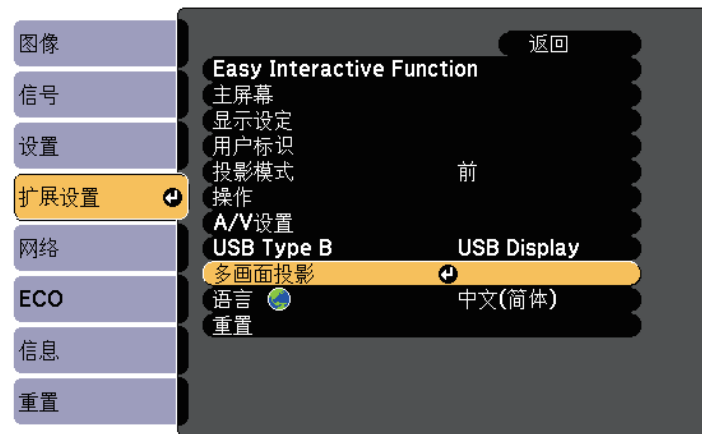 图像
信号
设置
扩展设置
网络
ECO
信息
重置
返回
Easy Interactive Function
主屏幕
显示设定
用户标识
投影模式 前
操作
A/V设置
USB Type B USB Display
多画面投影
语言 中文(简体)
重置